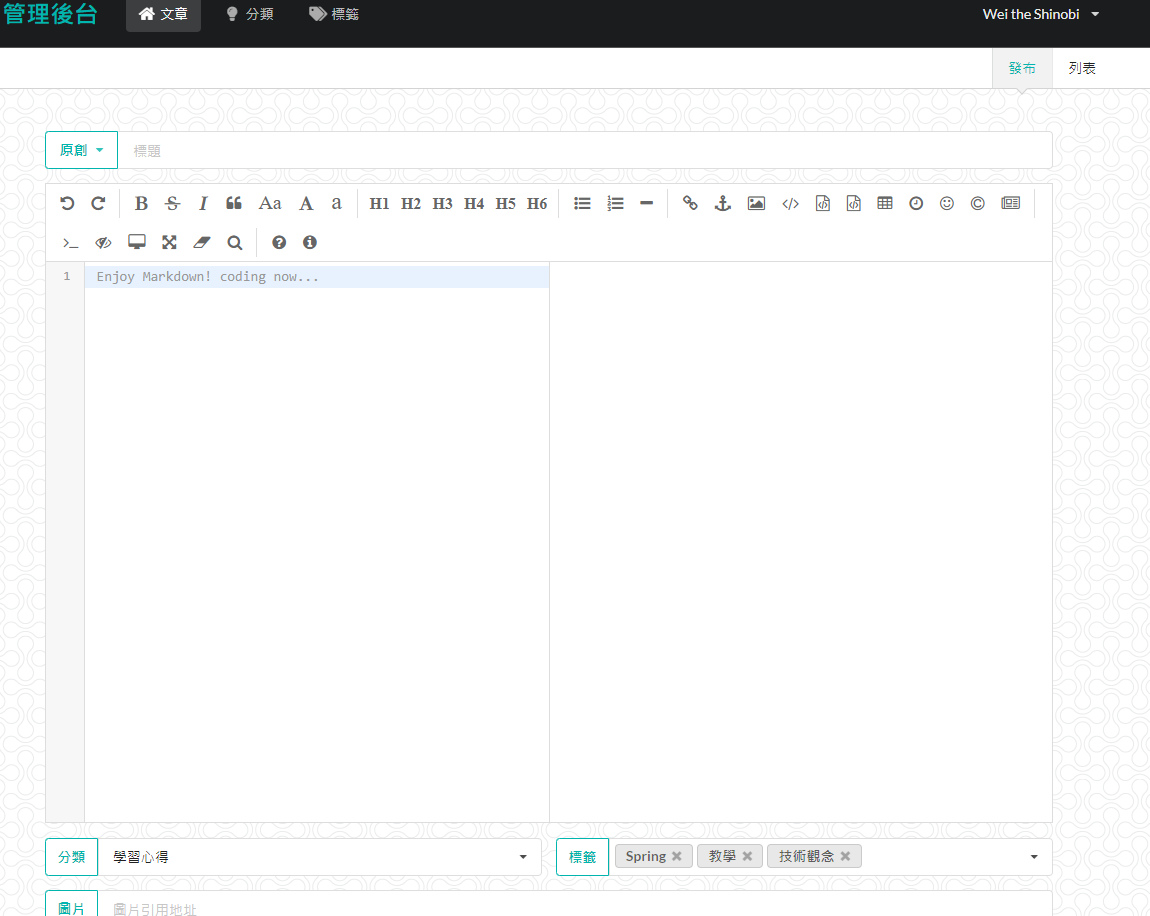 管理後台 文章 分類 標籤 Wei the Shinobi
發布 列表
原創 標題
B S I Aa A a H1 H2 H3 H4 H5 H6
1 Enjoy Markdown! coding now...
分類 學習心得 標籤 Spring 教學 技術觀念
圖片 圖片引用地址